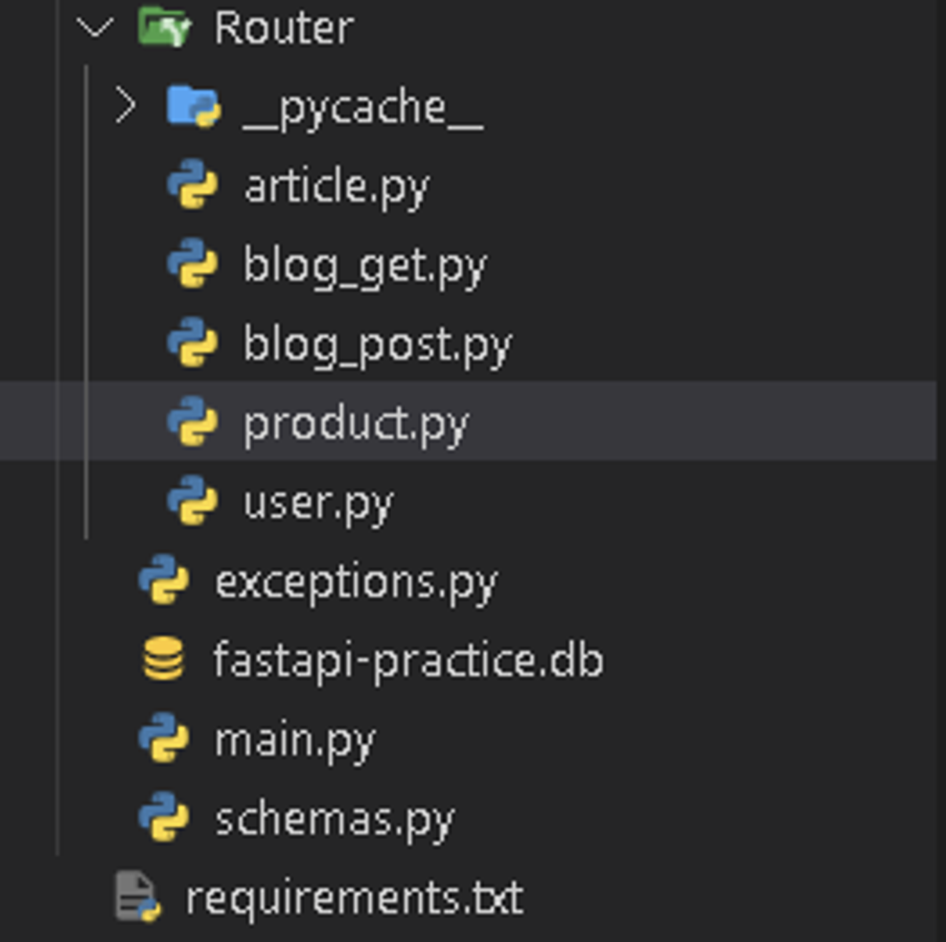 Router
__pycache__
article.py
blog_get.py
blog_post.py
product.py
user.py
exceptions.py
fastapi-practice.db
main.py
schemas.py
requirements.txt